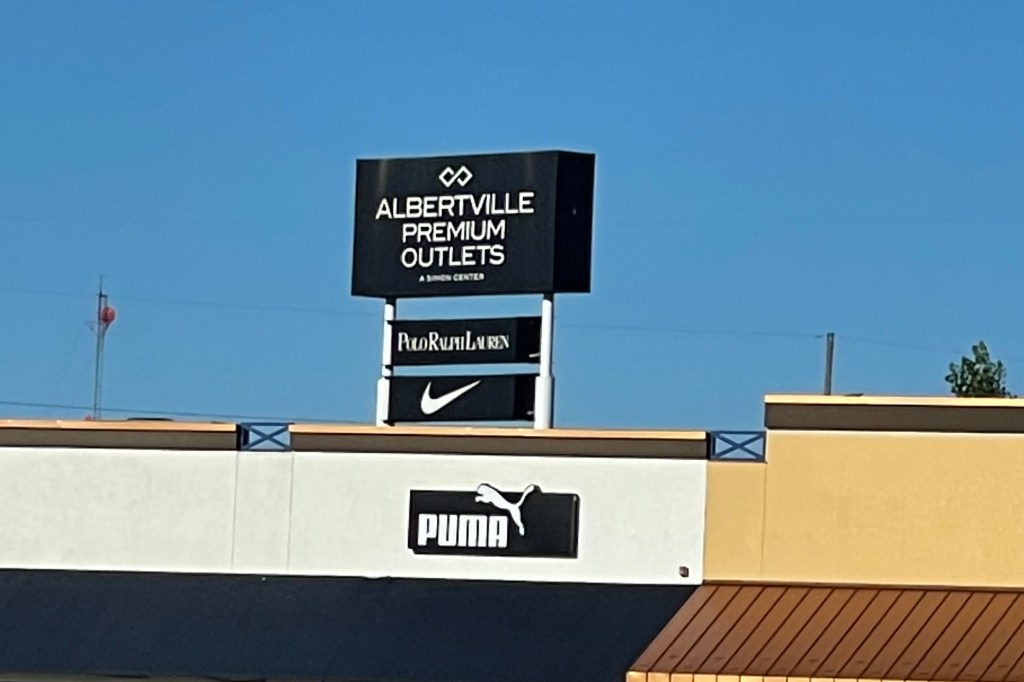 ALBERTVILLE
PREMIUM
OUTLETS
A SIMON CENTER
POLO RALPH LAUREN
PUMA